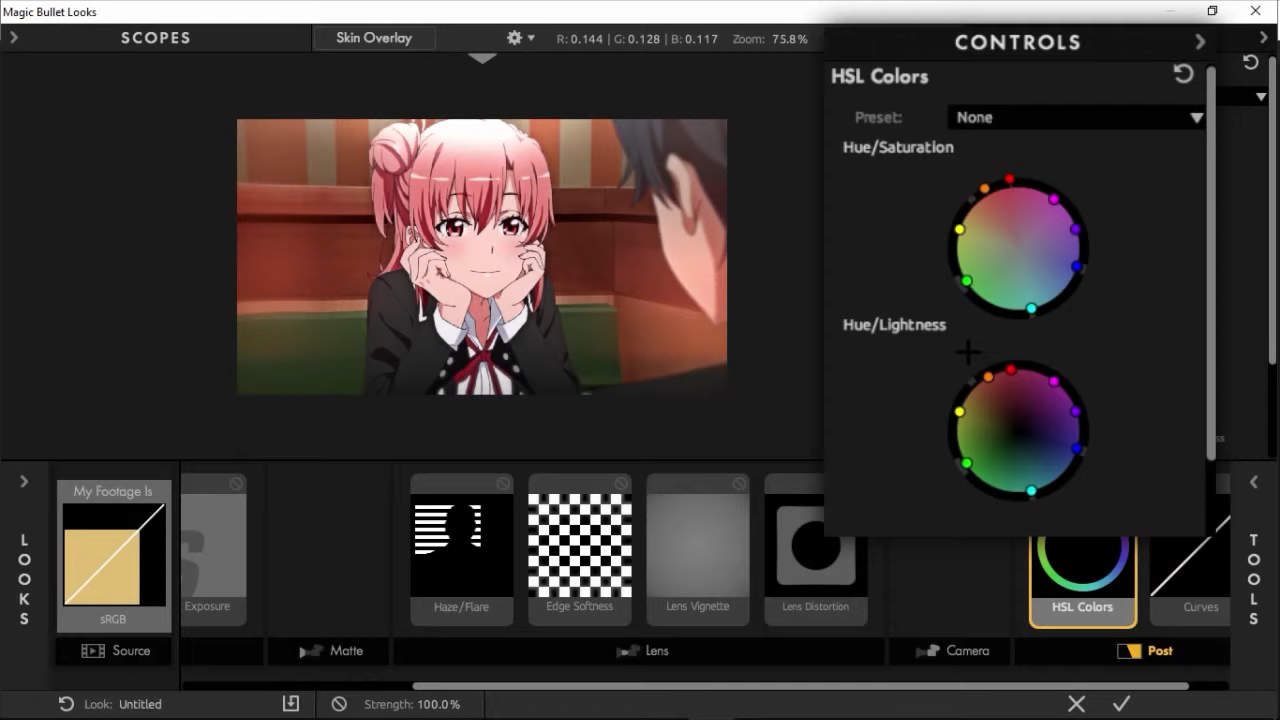 Magic Bullet Looks
SCOPES
Skin Overlay
R: 0.144 | G: 0.128 | B: 0.117
Zoom: 75.8%
CONTROLS
HSL Colors
Preset:
None
Hue/Saturation
Hue/Lightness
My Footage Is
sRGB
Exposure
Haze/Flare
Edge Softness
Lens Vignette
Lens Distortion
HSL Colors
Curves
LOOKS
TOOLS
Source
Matte
Lens
Camera
Post
Look: Untitled
Strength: 100.0%